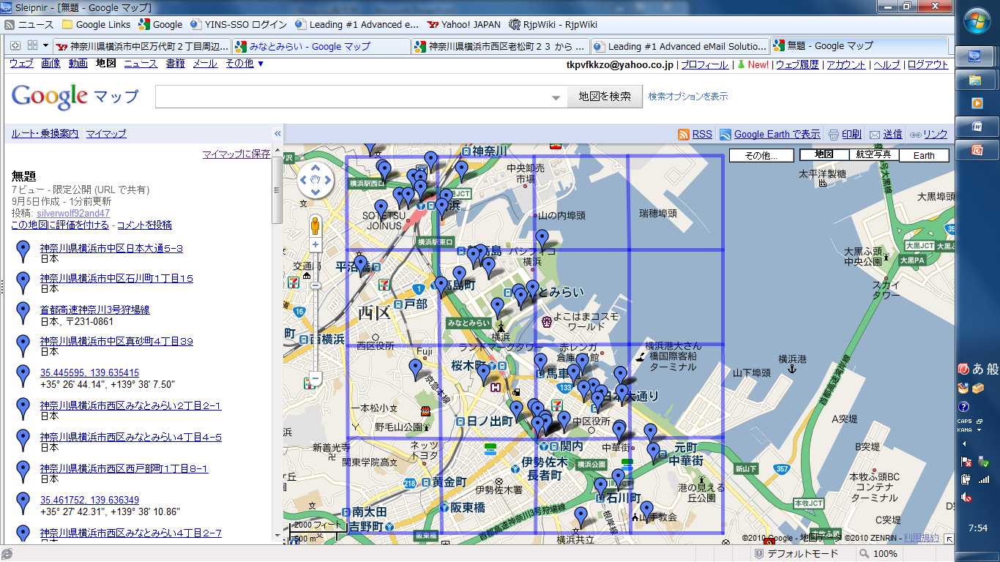 Sleipnir - [無題 - Google マップ]
ニュース Google Links Google YINS-SSO ログイン Leading #1 Advanced e... Yahoo! JAPAN RjpWiki - RjpWiki
神奈川県横浜市中区万代町２丁目周辺... みなとみらい - Google マップ 神奈川県横浜市西区老松町２３ から ... Leading #1 Advanced eMail Solutio... 無題 - Google マップ
ウェブ 画像 動画 地図 ニュース 書籍 メール その他 ▼
tkpvfkkzo@yahoo.co.jp | プロフィール | New! | ウェブ履歴 | アカウント | ヘルプ | ログアウト
Google マップ
地図を検索 検索オプションを表示
ルート・乗換案内 マイマップ «
RSS Google Earth で表示 印刷 送信 リンク
マイマップに保存
無題
7 ビュー - 限定公開 (URL で共有)
9月5日作成 - 1分前更新
投稿: silverwolf92and47
この地図に評価を付ける - コメントを投稿
神奈川県横浜市中区日本大通5-3
日本
神奈川県横浜市中区石川町1丁目15
日本
首都高速神奈川3号狩場線
日本, 〒231-0861
神奈川県横浜市中区真砂町4丁目39
日本
35.445595, 139.635415
+35° 26' 44.14", +139° 38' 7.50"
神奈川県横浜市西区みなとみらい2丁目2-1
日本
神奈川県横浜市西区みなとみらい4丁目4-5
日本
神奈川県横浜市西区西戸部町1丁目8-1
日本
35.461752, 139.636349
+35° 27' 42.31", +139° 38' 10.86"
神奈川県横浜市西区みなとみらい4丁目2-7
その他... 地図 航空写真 Earth
神奈川
中央卸売
市場
太平洋製糖
横浜駅西口
大黒埠頭
SOTETSU
JOINUS
山の内埠頭
瑞穂埠頭
横浜駅東口
大黒JCT
大黒PA
大黒ふ頭
中央公園
交通局
平沼橋
新高島
パシフィコ
横浜
スカイ
タワー
高島町
戸部
西区
みなとみらい
よこはまコスモ
ワールド
西横浜
西区役所
横浜
ランドマークタワー
赤レンガ
横浜港大さん
橋国際客船
ターミナル
横浜港
Fuji
桜木町
山下埠頭
京急本線
133
首都高速湾岸線
一本松小
日本大通り
野毛山公園
日ノ出町
中区役所
A突堤
新善光寺
ネッツ
トヨタ
関内
中華街
元町
中華街
B突堤
関東学院高
伊勢佐木
長者町
横浜公園
新山下
357
本牧ふ頭BC
コンテナ
ターミナル
218
黄金町
伊勢佐木署
石川町
港の見える
丘公園
本牧JCT
南太田
阪東橋
首都高速神奈川3号狩場線
根岸線
山手教会
C突堤
吉野町
阪東橋
横浜共立
本牧ふ頭
2000 フィート
500 m
©2010 Google - 地図データ ©2010 ZENRIN - 利用規約
デフォルトモード 100%
あ 般
CAPS
KANA
7:54